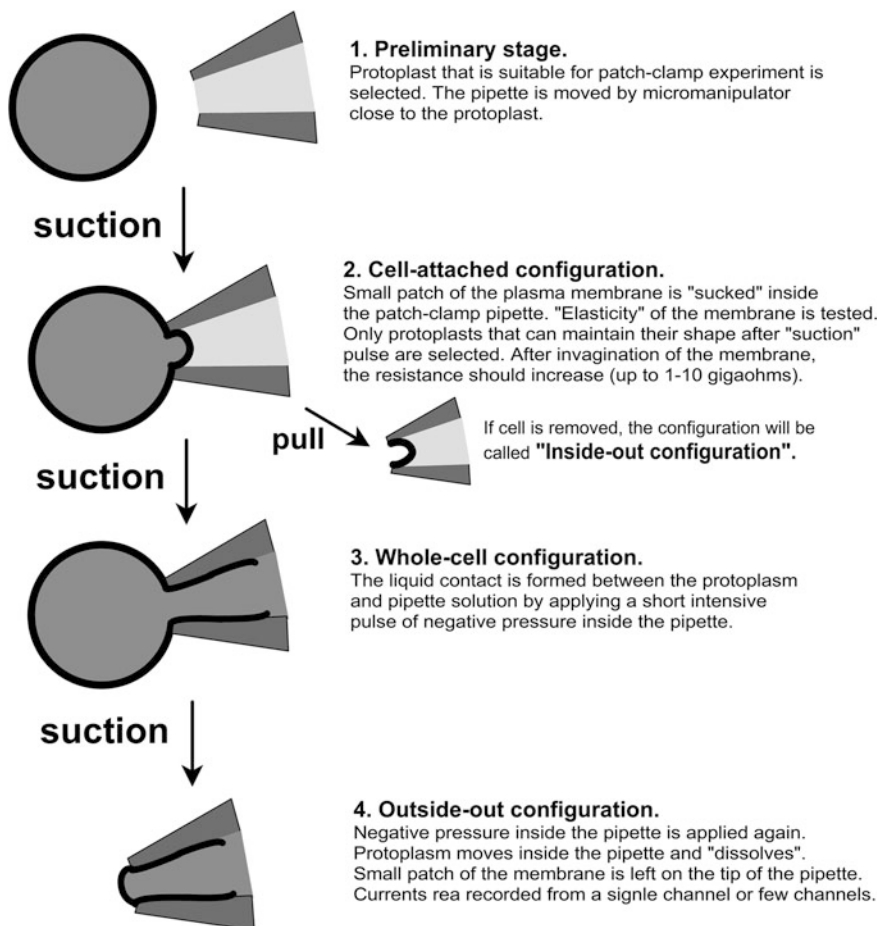 1. Preliminary stage.
Protoplast that is suitable for patch-clamp experiment is
selected. The pipette is moved by micromanipulator
close to the protoplast.
suction
2. Cell-attached configuration.
Small patch of the plasma membrane is "sucked" inside
the patch-clamp pipette. "Elasticity" of the membrane is tested.
Only protoplasts that can maintain their shape after "suction"
pulse are selected. After invagination of the membrane,
the resistance should increase (up to 1-10 gigaohms).
pull
If cell is removed, the configuration will be
called "Inside-out configuration".
suction
3. Whole-cell configuration.
The liquid contact is formed between the protoplasm
and pipette solution by applying a short intensive
pulse of negative pressure inside the pipette.
suction
4. Outside-out configuration.
Negative pressure inside the pipette is applied again.
Protoplasm moves inside the pipette and "dissolves".
Small patch of the membrane is left on the tip of the pipette.
Currents rea recorded from a signle channel or few channels.